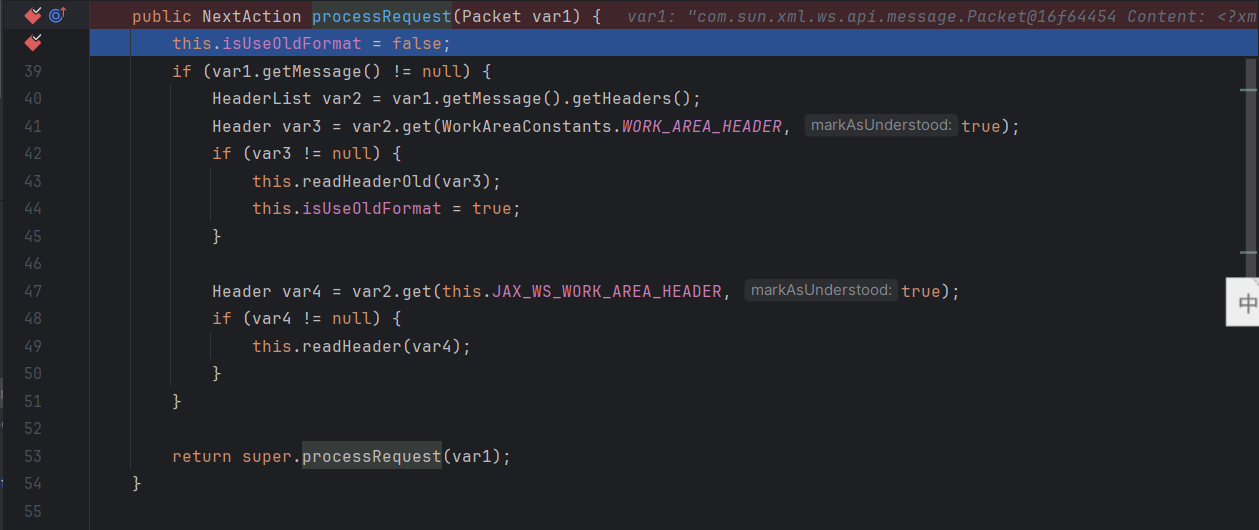 public NextAction processRequest(Packet var1) {   var1: "com.sun.xml.ws.api.message.Packet@16f64454 Content: <?xm
this.isUseOldFormat = false;
39 if (var1.getMessage() != null) {
40 HeaderList var2 = var1.getMessage().getHeaders();
41 Header var3 = var2.get(WorkAreaConstants.WORK_AREA_HEADER, markAsUnderstood: true);
42 if (var3 != null) {
43 this.readHeaderOld(var3);
44 this.isUseOldFormat = true;
45 }
46
47 Header var4 = var2.get(this.JAX_WS_WORK_AREA_HEADER, markAsUnderstood: true);
48 if (var4 != null) {
49 this.readHeader(var4);
50 }
51 }
52
53 return super.processRequest(var1);
54 }
55
中